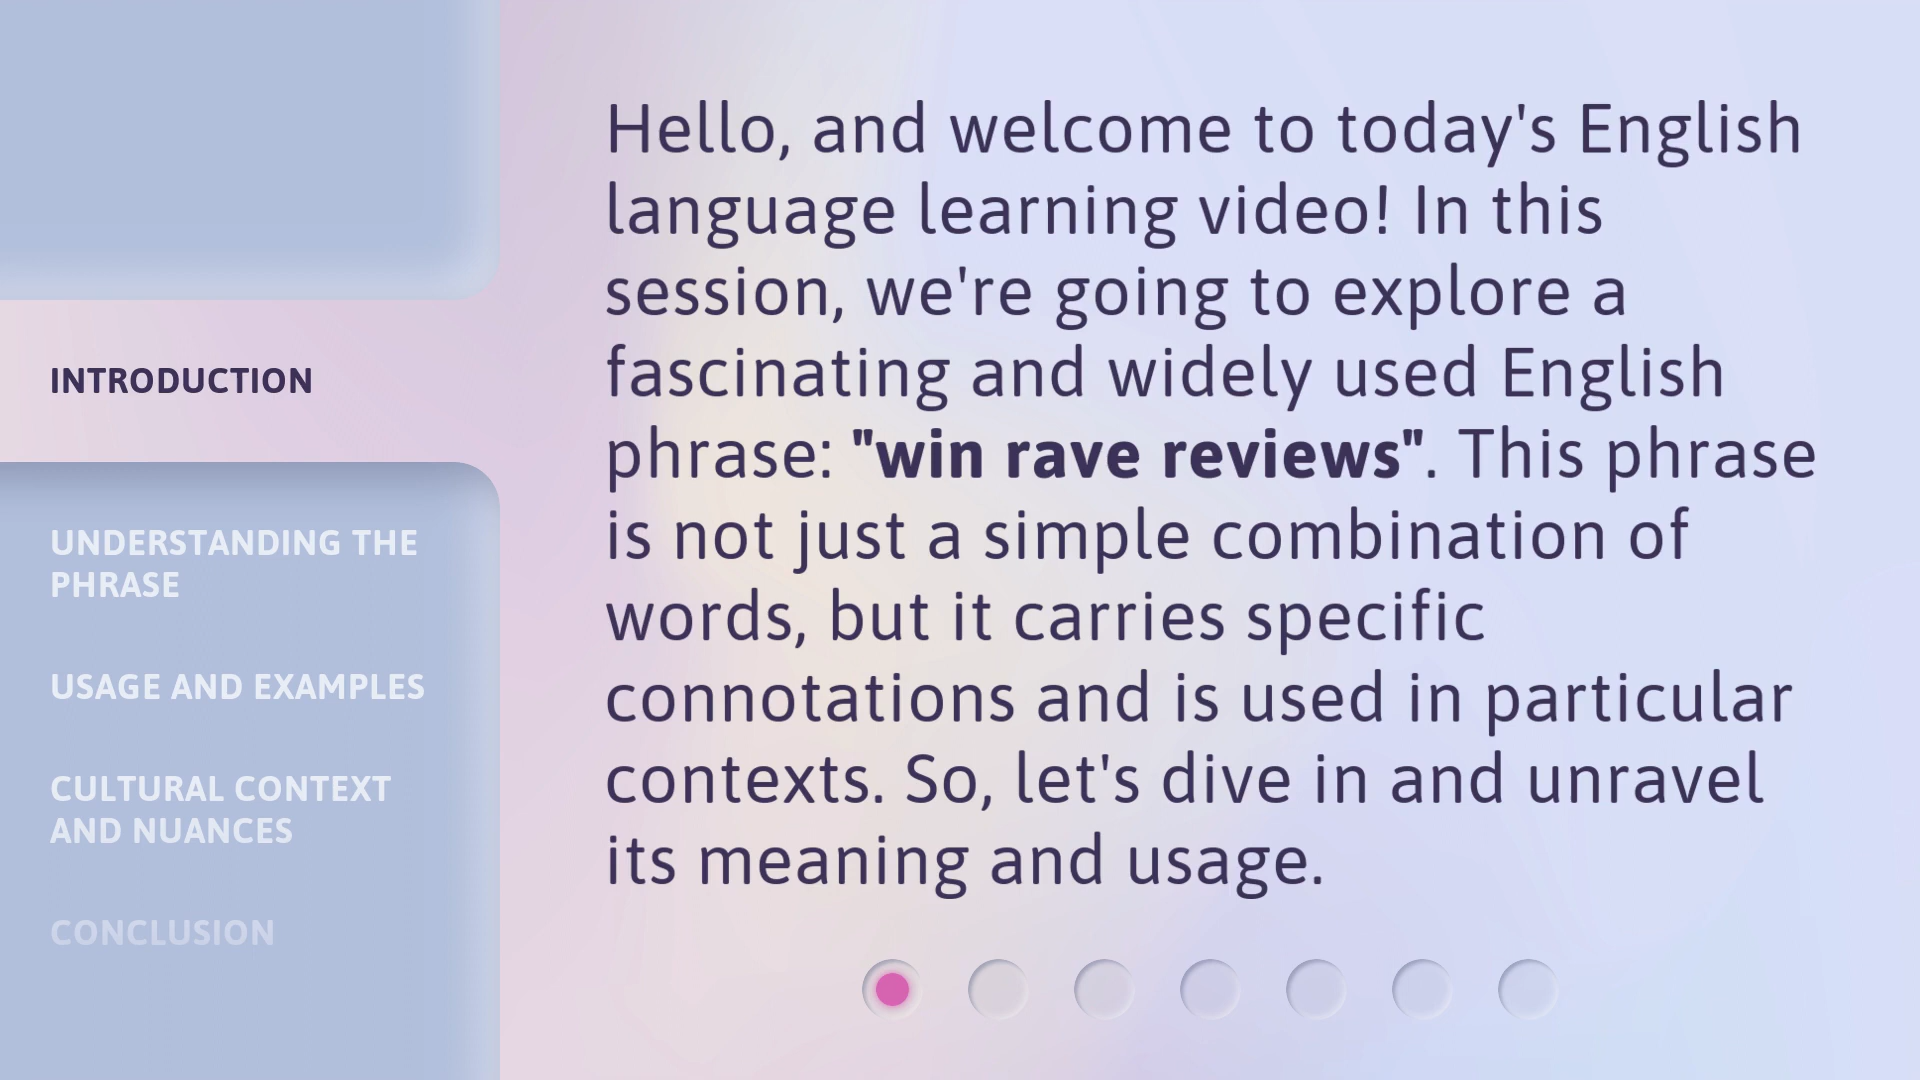 INTRODUCTION
UNDERSTANDING THE
PHRASE
USAGE AND EXAMPLES
CULTURAL CONTEXT
AND NUANCES
CONCLUSION
Hello, and welcome to today's English
language learning video! In this
session, we're going to explore a
fascinating and widely used English
phrase: "win rave reviews". This phrase
is not just a simple combination of
words, but it carries specific
connotations and is used in particular
contexts. So, let's dive in and unravel
its meaning and usage.